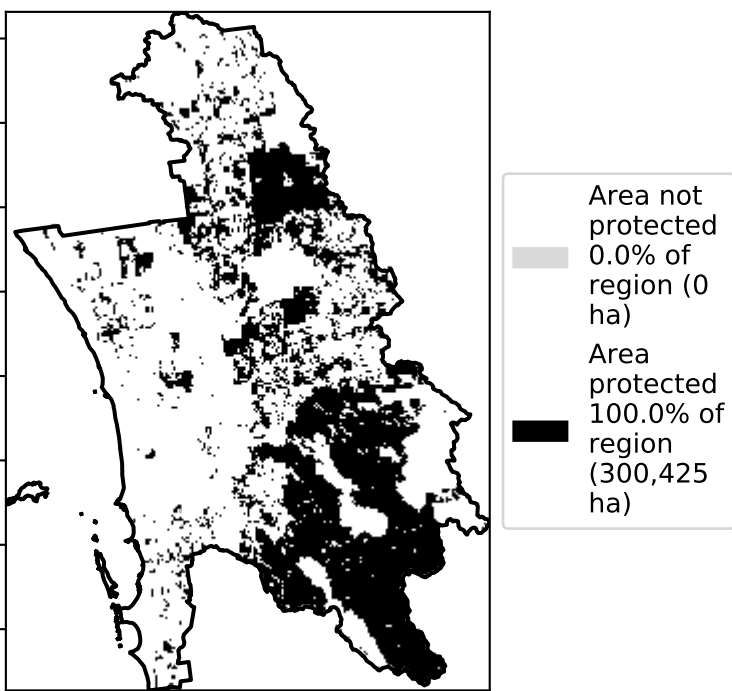 Area not
protected
0.0% of
region (0
ha)
Area
protected
100.0% of
region
(300,425
ha)